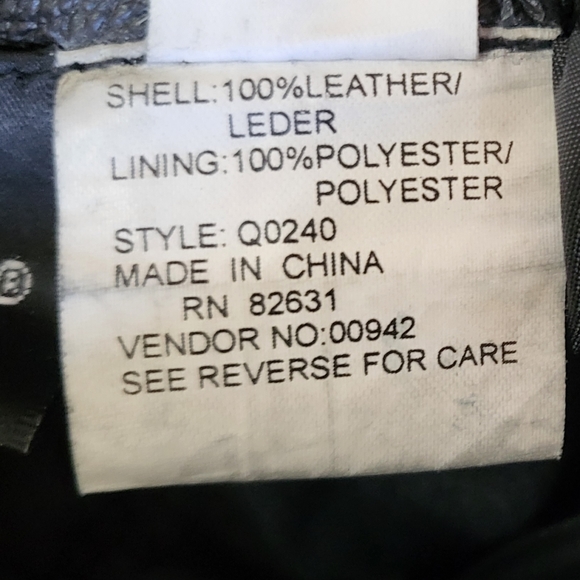 SHELL:100%LEATHER/
LEDER
LINING:100%POLYESTER/
POLYESTER
STYLE: Q0240
MADE IN CHINA
RN 82631
VENDOR NO:00942
SEE REVERSE FOR CARE
®